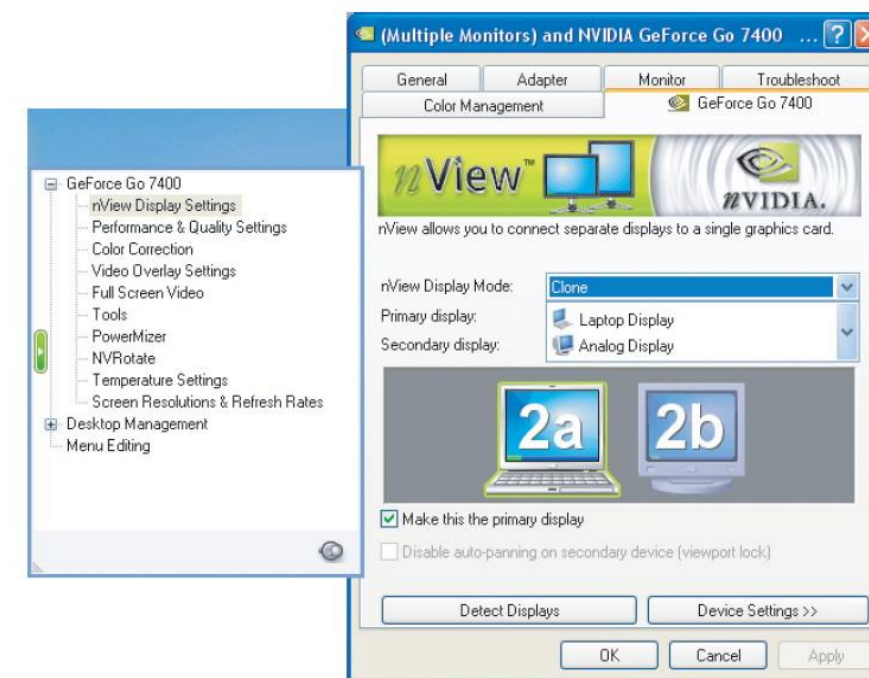 (Multiple Monitors) and NVIDIA GeForce Go 7400 ...
General Adapter Monitor Troubleshoot
Color Management GeForce Go 7400
nView™
nVIDIA.
nView allows you to connect separate displays to a single graphics card.
GeForce Go 7400
nView Display Settings
Performance & Quality Settings
Color Correction
Video Overlay Settings
Full Screen Video
Tools
PowerMizer
NVRotate
Temperature Settings
Screen Resolutions & Refresh Rates
Desktop Management
Menu Editing
nView Display Mode: Clone
Primary display: Laptop Display
Secondary display: Analog Display
2a 2b
Make this the primary display
Disable auto-panning on secondary device (viewport lock)
Detect Displays Device Settings >>
OK Cancel Apply